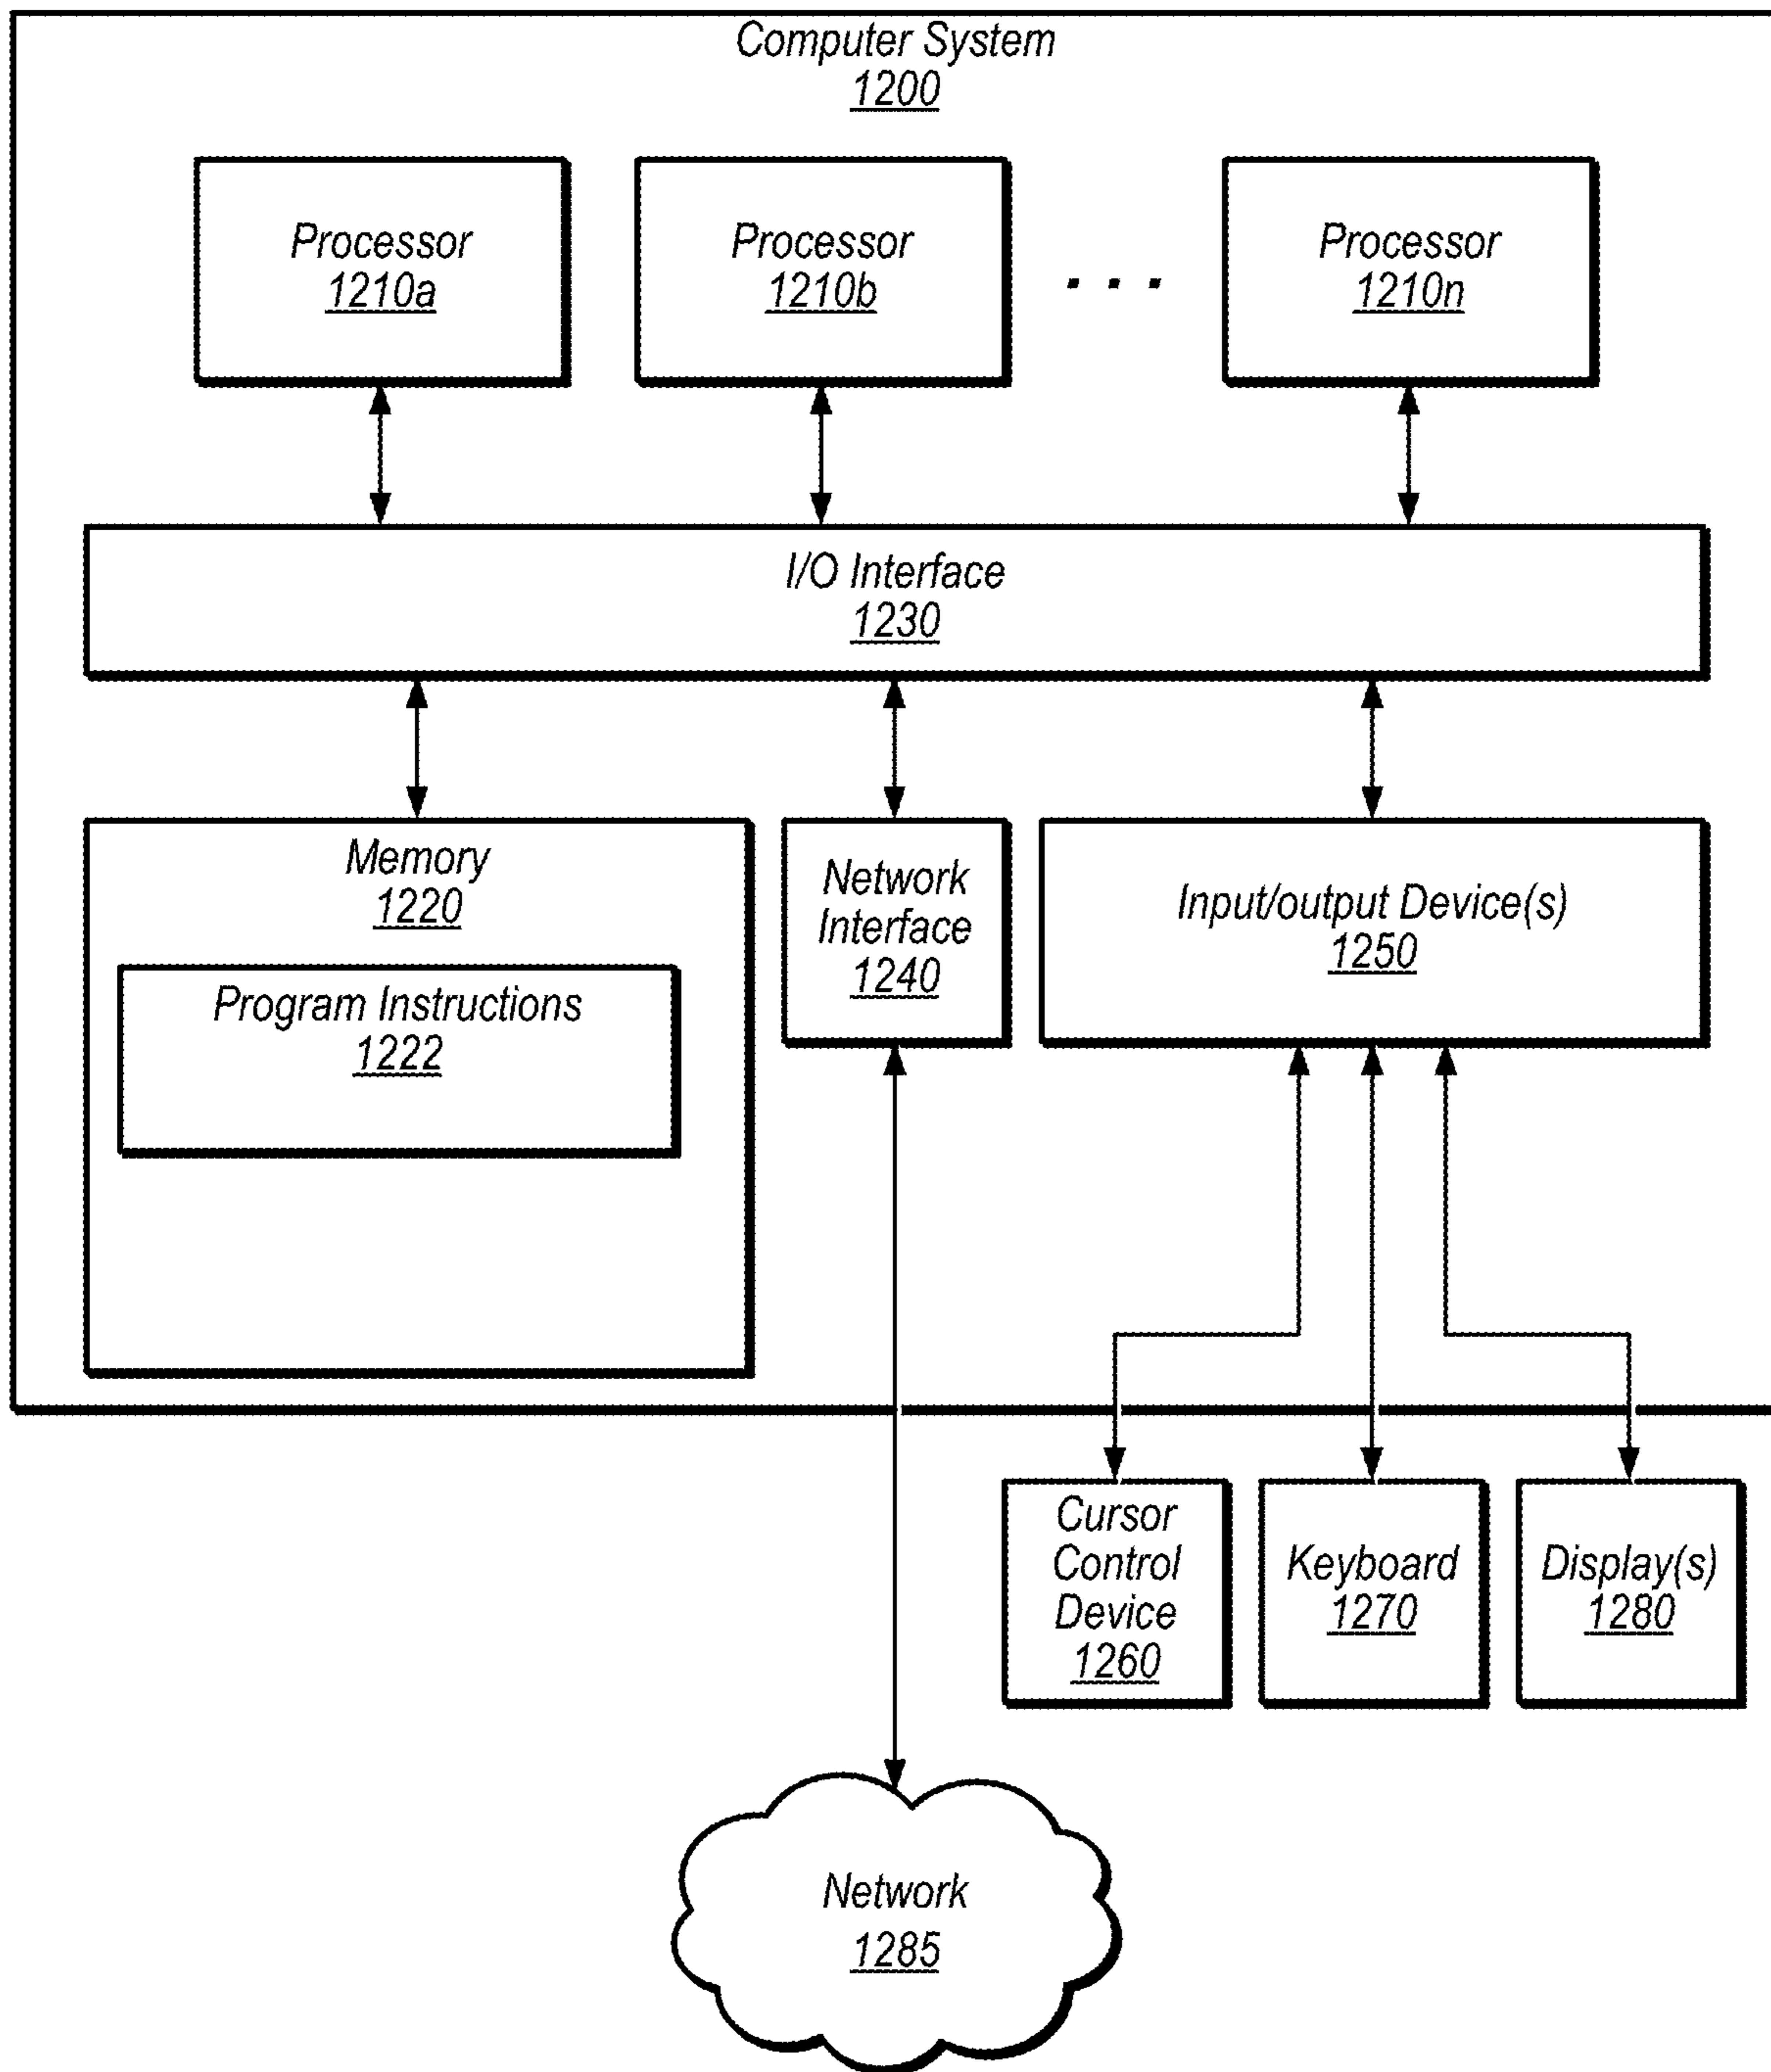 Computer System
1200
Processor
1210a
Processor
1210b
. . .
Processor
1210n
I/O Interface
1230
Memory
1220
Program Instructions
1222
Network
Interface
1240
Input/output Device(s)
1250
Cursor
Control
Device
1260
Keyboard
1270
Display(s)
1280
Network
1285